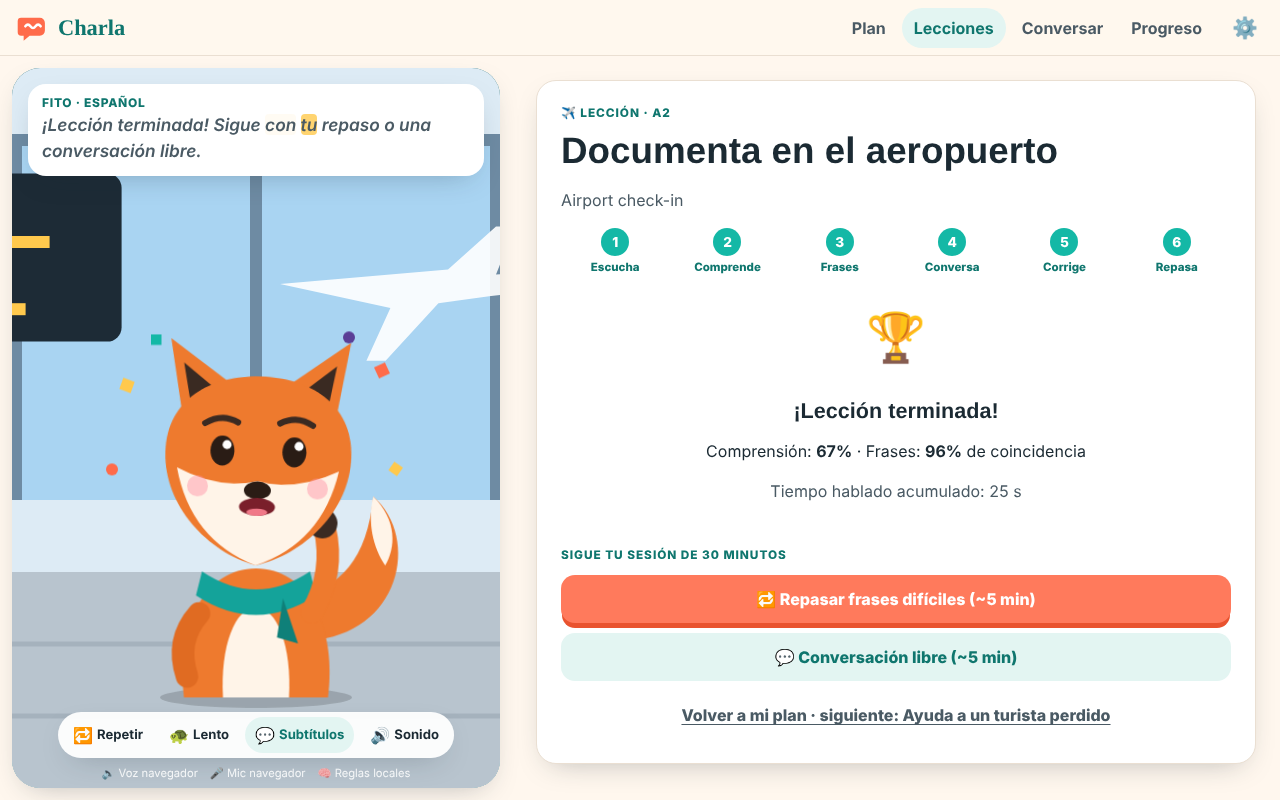 Charla
Plan
Lecciones
Conversar
Progreso
FITO · ESPAÑOL
¡Lección terminada! Sigue con tu repaso o una
conversación libre.
Repetir
Lento
Subtítulos
Sonido
Voz navegador
Mic navegador
Reglas locales
LECCIÓN · A2
Documenta en el aeropuerto
Airport check-in
1
2
3
4
5
6
Escucha
Comprende
Frases
Conversa
Corrige
Repasa
¡Lección terminada!
Comprensión: 67% · Frases: 96% de coincidencia
Tiempo hablado acumulado: 25 s
SIGUE TU SESIÓN DE 30 MINUTOS
Repasar frases difíciles (~5 min)
Conversación libre (~5 min)
Volver a mi plan · siguiente: Ayuda a un turista perdido